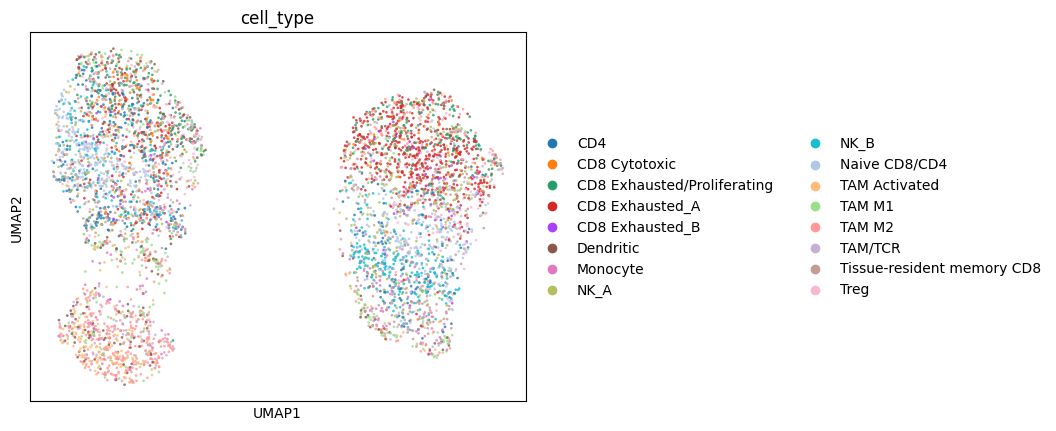 cell_type
UMAP2
UMAP1
CD4
CD8 Cytotoxic
CD8 Exhausted/Proliferating
CD8 Exhausted_A
CD8 Exhausted_B
Dendritic
Monocyte
NK_A
NK_B
Naive CD8/CD4
TAM Activated
TAM M1
TAM M2
TAM/TCR
Tissue-resident memory CD8
Treg